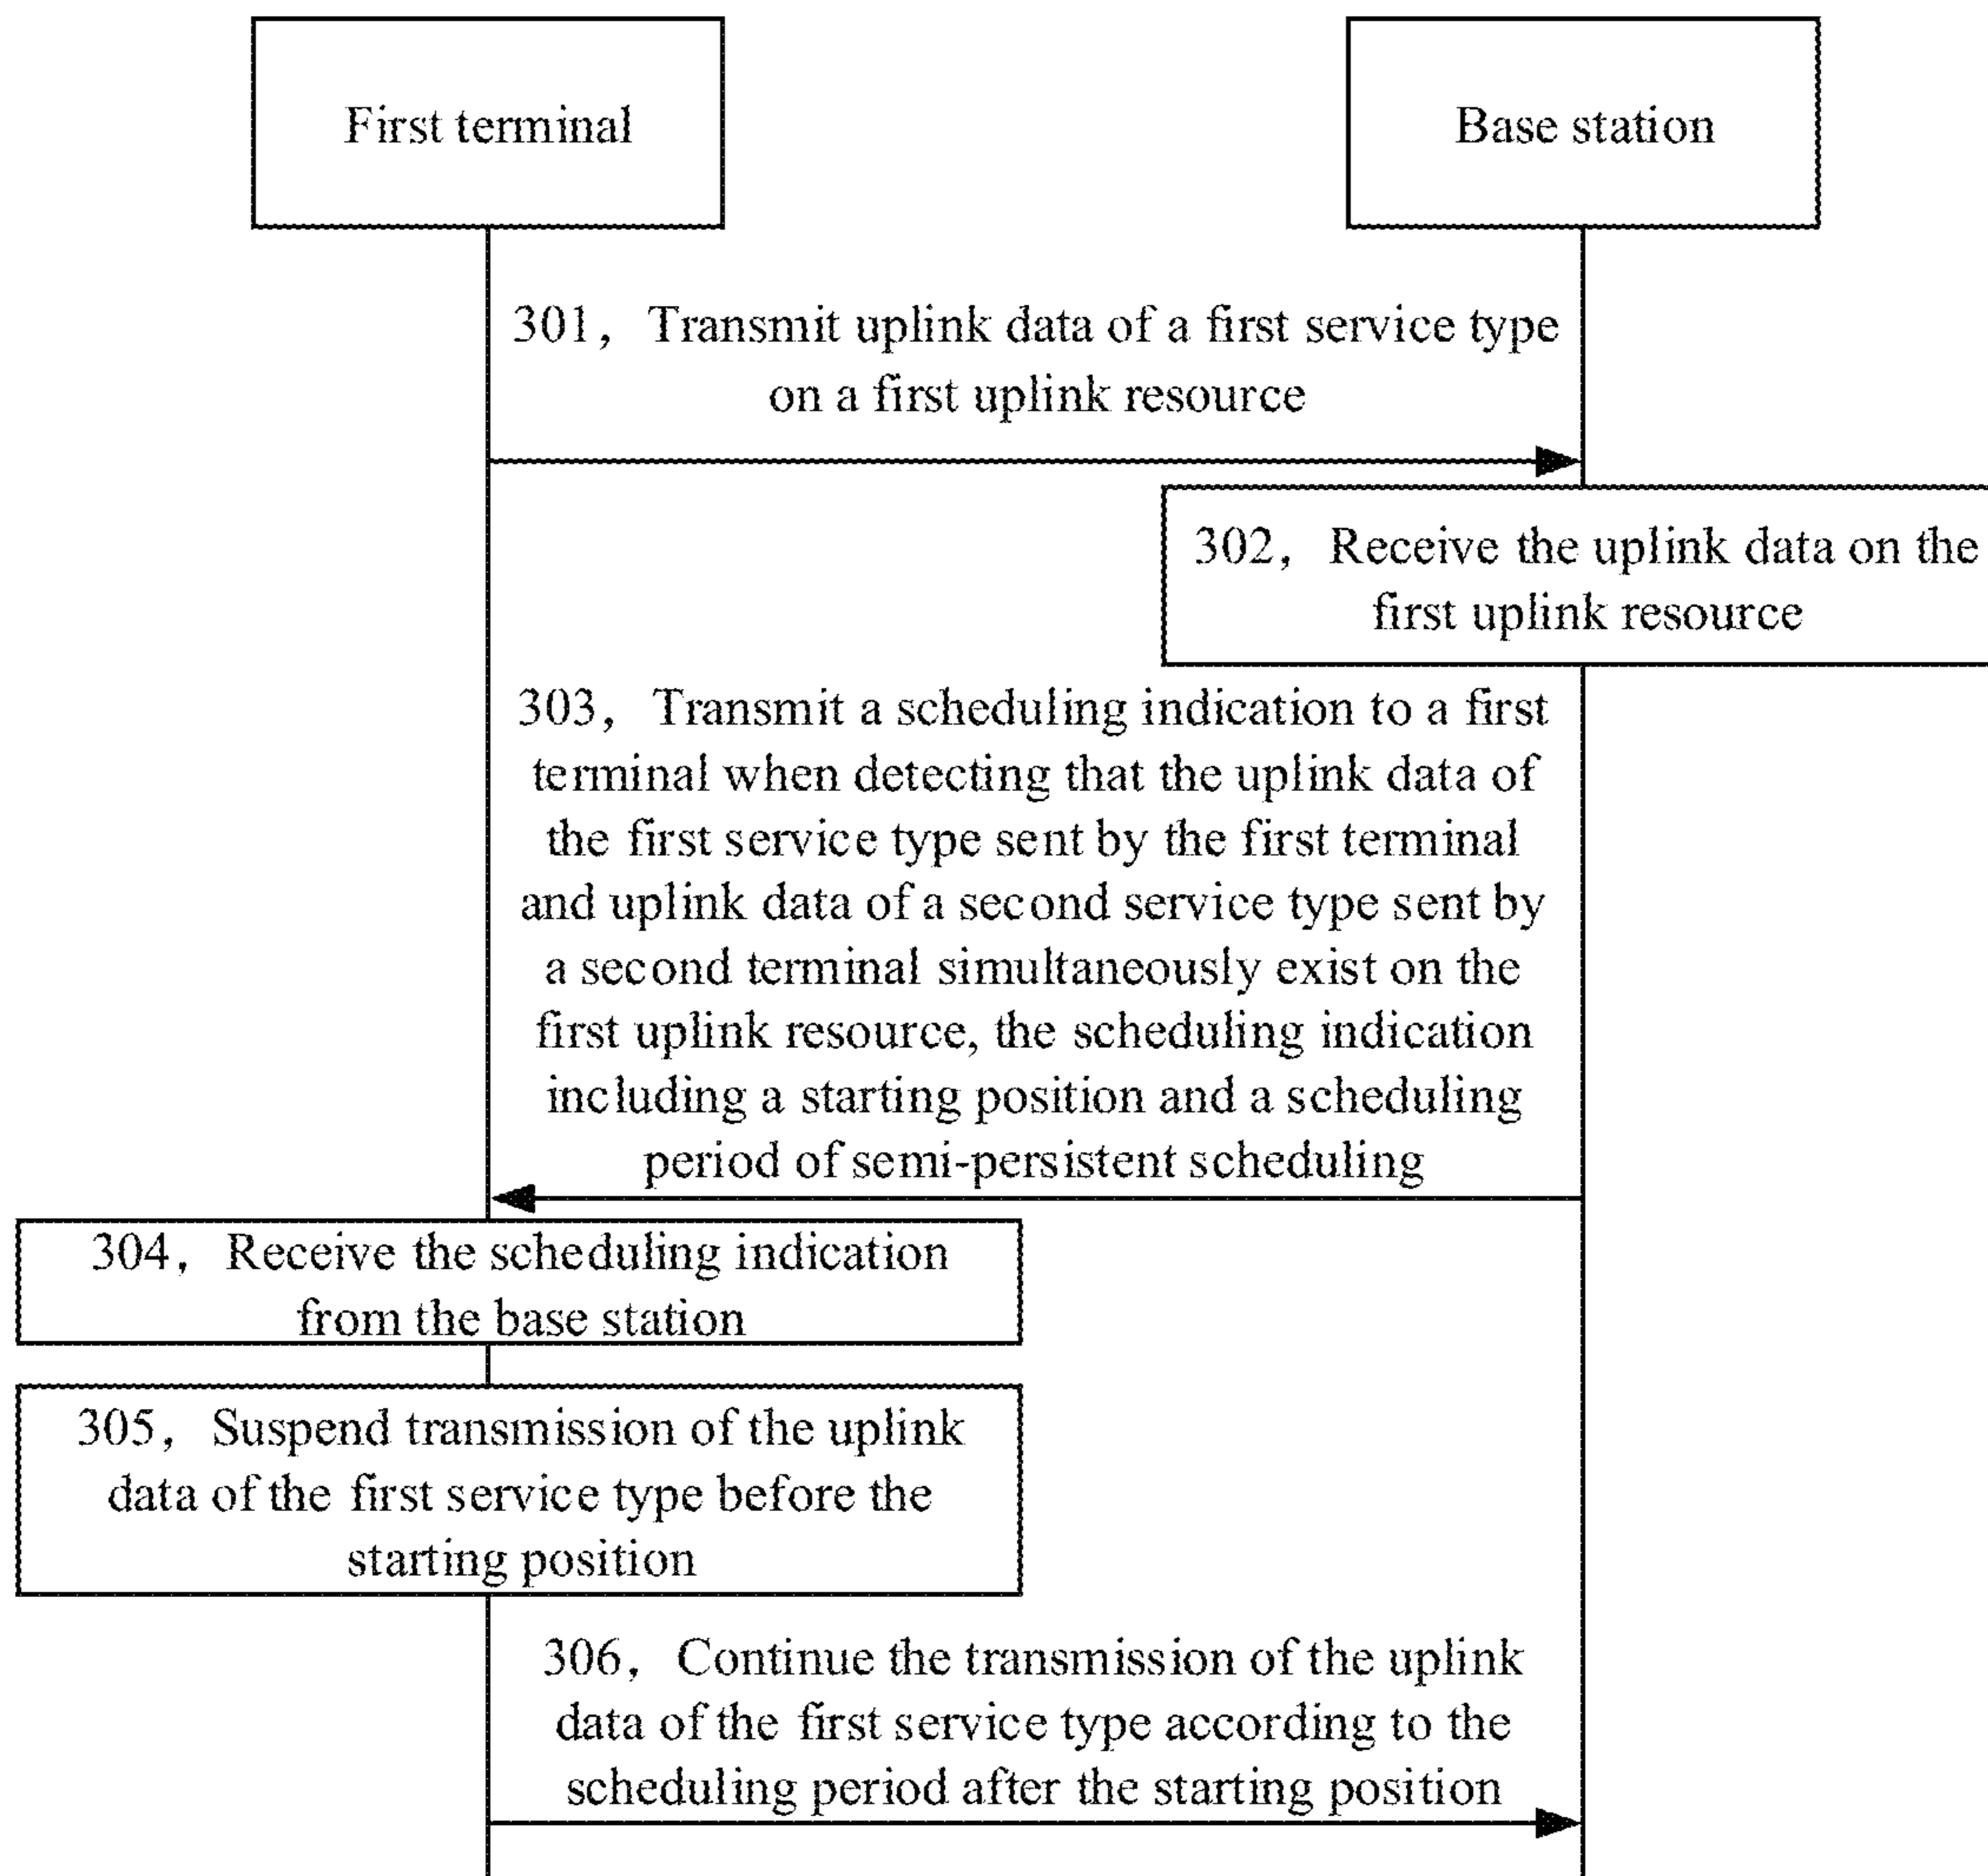 First terminal
Base station
301, Transmit uplink data of a first service type
on a first uplink resource
302, Receive the uplink data on the
first uplink resource
303, Transmit a scheduling indication to a first
terminal when detecting that the uplink data of
the first service type sent by the first terminal
and uplink data of a second service type sent by
a second terminal simultaneously exist on the
first uplink resource, the scheduling indication
including a starting position and a scheduling
period of semi-persistent scheduling
304, Receive the scheduling indication
from the base station
305, Suspend transmission of the uplink
data of the first service type before the
starting position
306, Continue the transmission of the uplink
data of the first service type according to the
scheduling period after the starting position